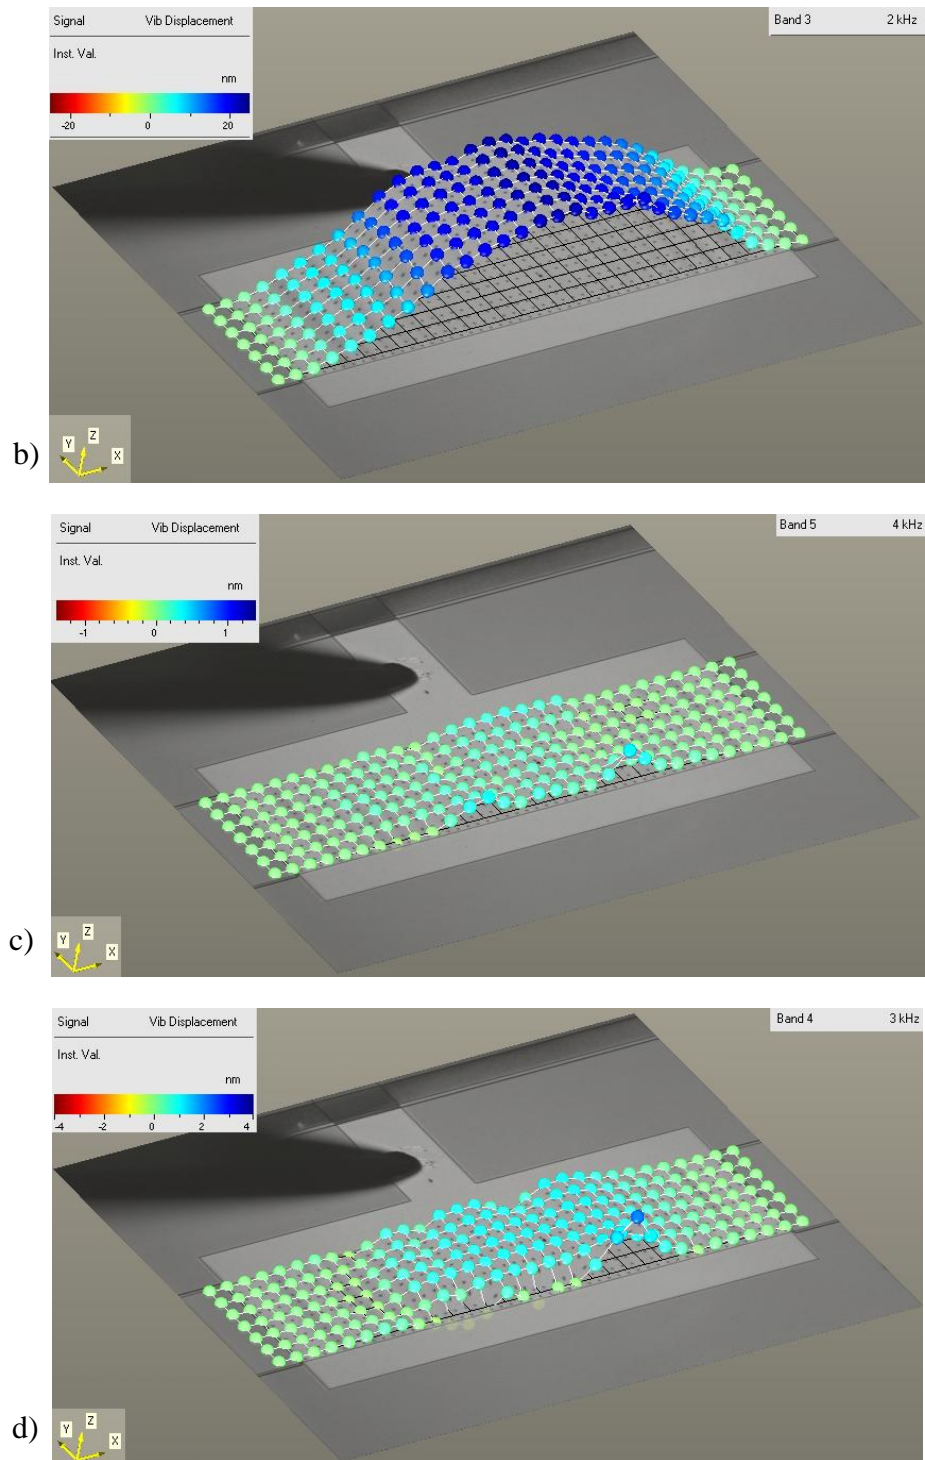 Signal Vib Displacement
Band 3 2 kHz
Inst. Val.
nm
-20 0 20
Y Z X
b)
Signal Vib Displacement
Band 5 4 kHz
Inst. Val.
nm
-1 0 1
Y Z X
c)
Signal Vib Displacement
Band 4 3 kHz
Inst. Val.
nm
-4 -2 0 2 4
Y Z X
d)